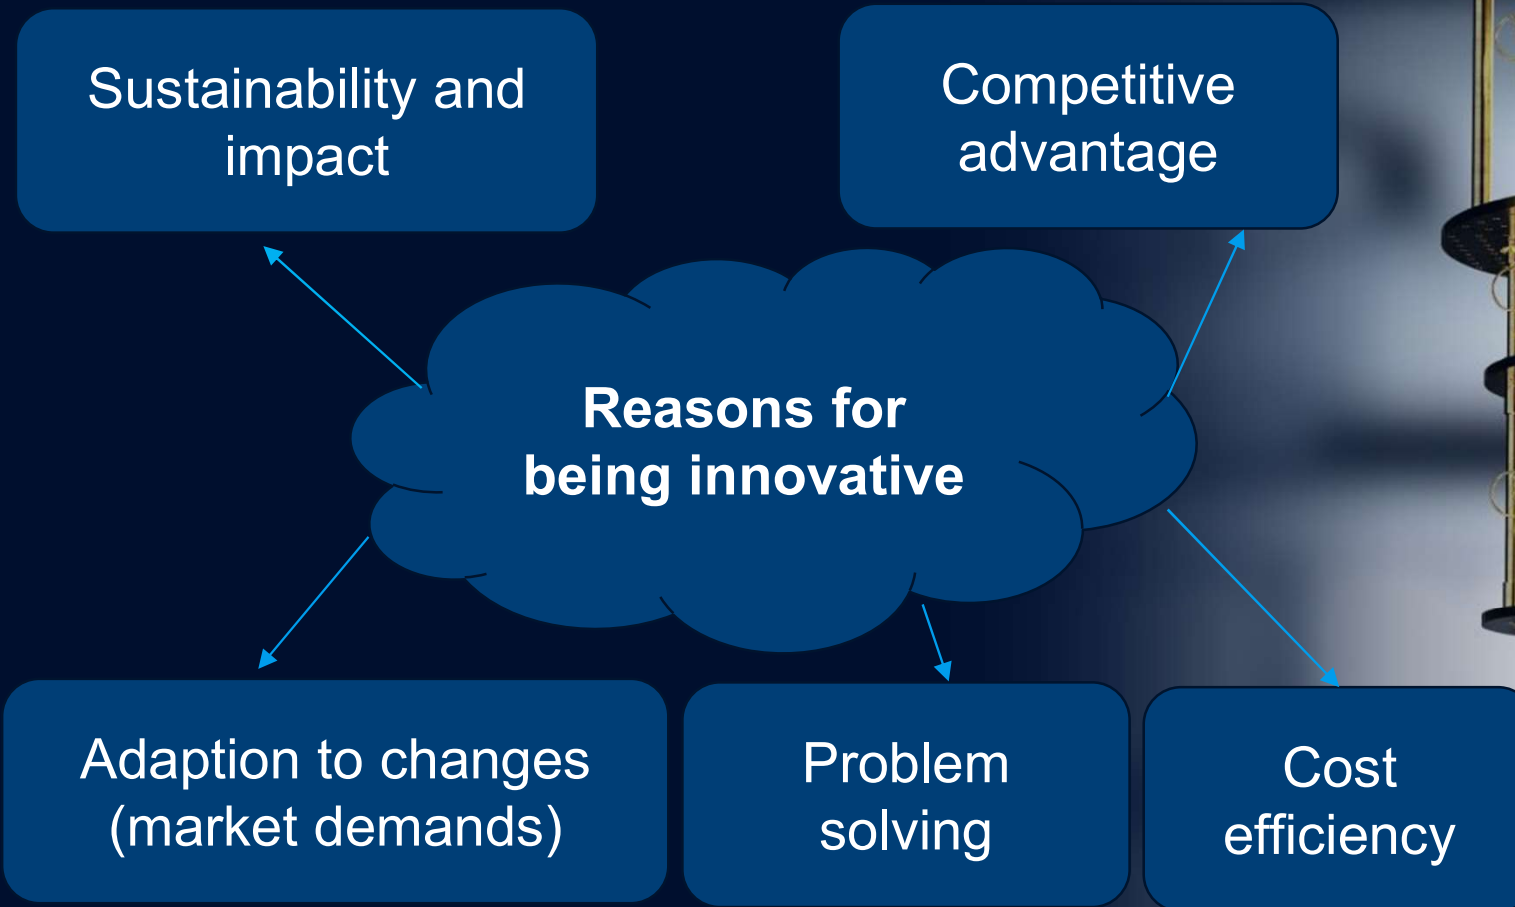 Sustainability and
impact
Competitive
advantage
Reasons for
being innovative
Adaption to changes
(market demands)
Problem
solving
Cost
efficiency